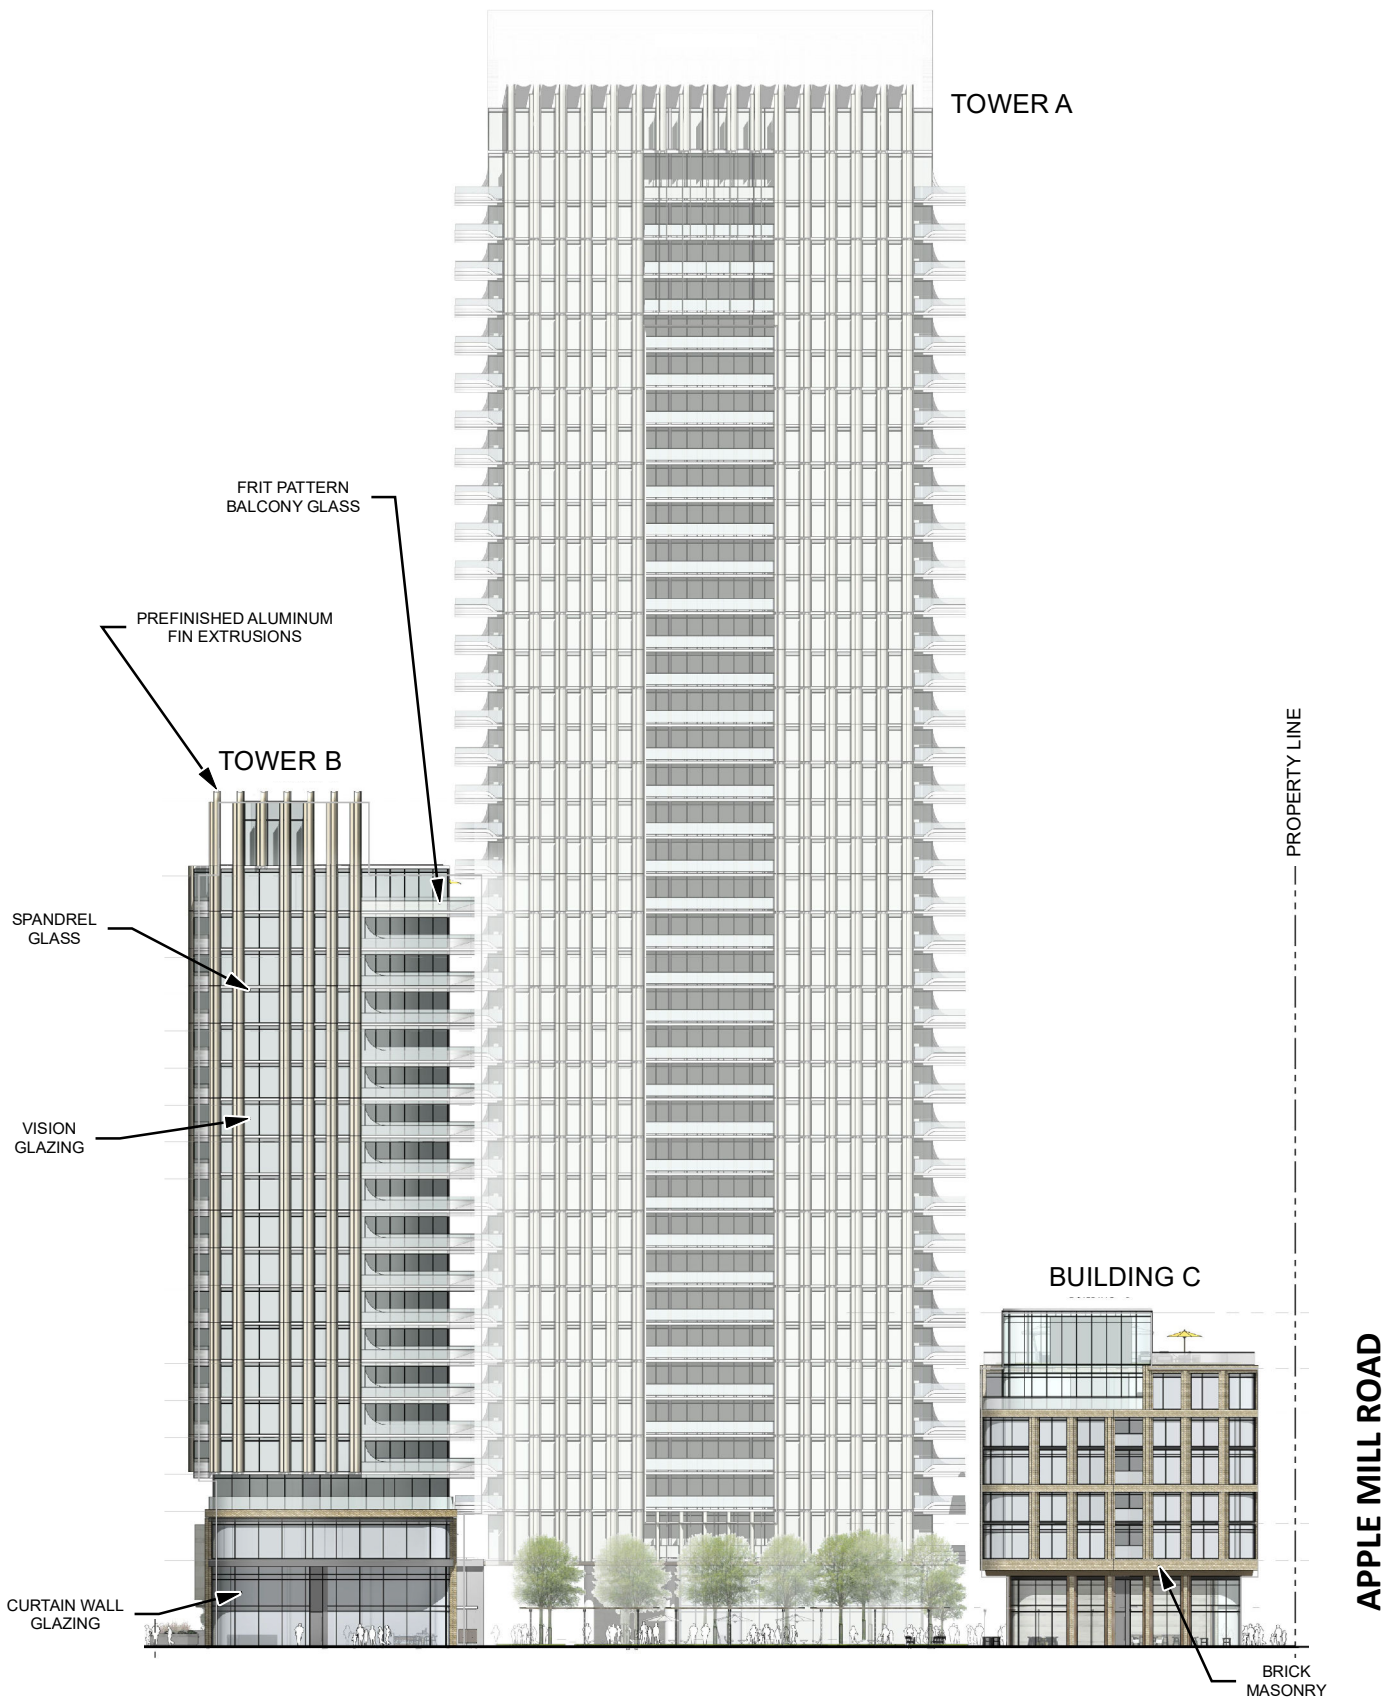 TOWER A
FRIT PATTERN
BALCONY GLASS
PREFINISHED ALUMINUM
FIN EXTRUSIONS
TOWER B
PROPERTY LINE
SPANDREL
GLASS
VISION
GLAZING
BUILDING C
APPLE MILL ROAD
CURTAIN WALL
GLAZING
BRICK
MASONRY